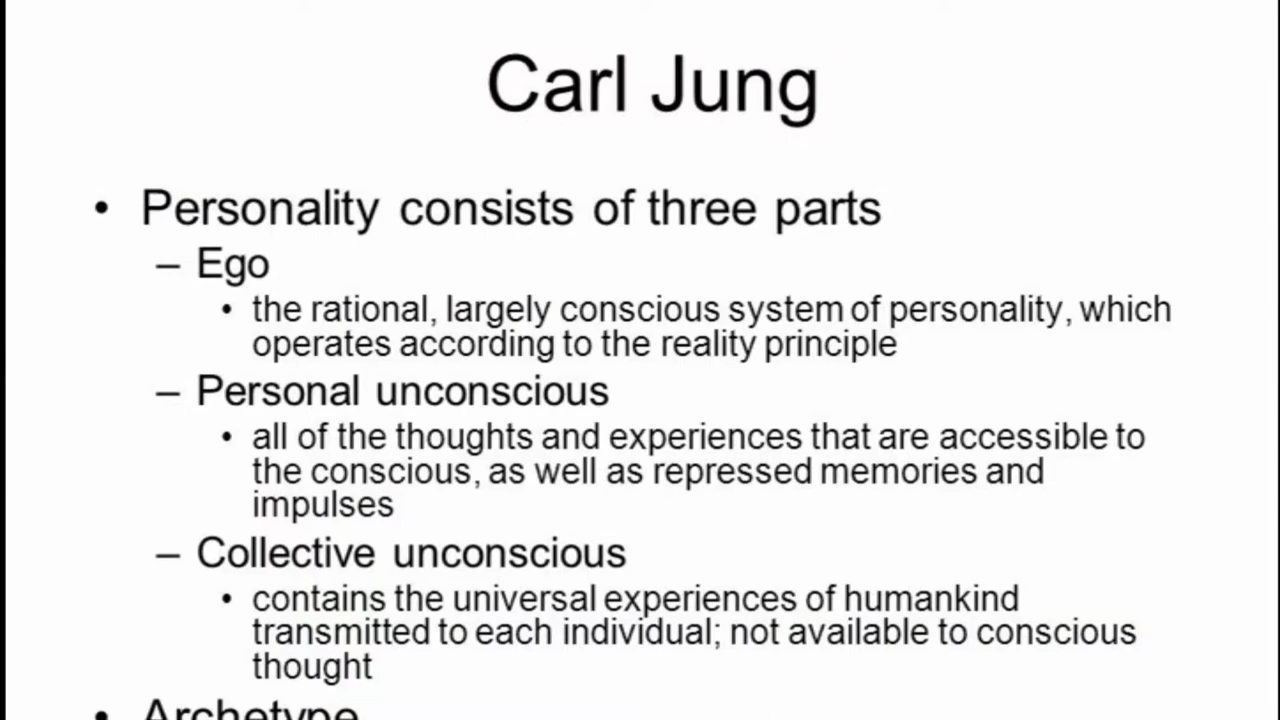 Carl Jung
• Personality consists of three parts
– Ego
• the rational, largely conscious system of personality, which
operates according to the reality principle
– Personal unconscious
• all of the thoughts and experiences that are accessible to
the conscious, as well as repressed memories and
impulses
– Collective unconscious
• contains the universal experiences of humankind
transmitted to each individual; not available to conscious
thought
• Archetype